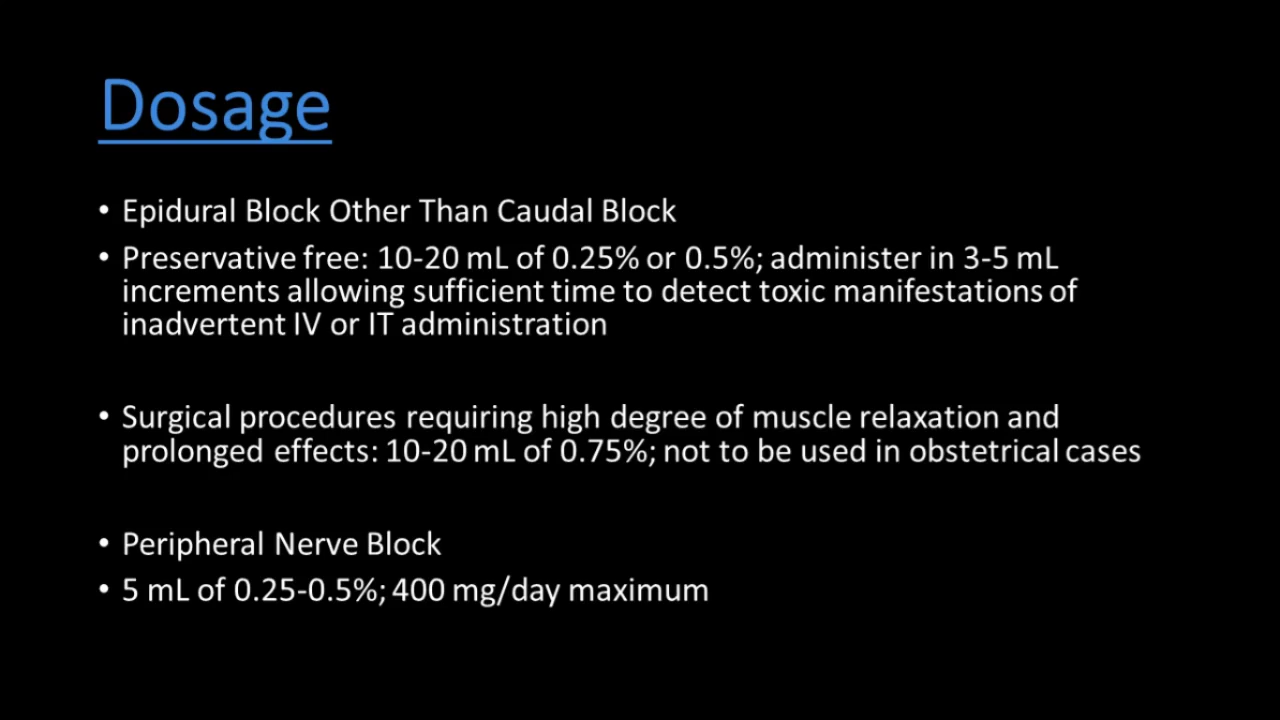 Dosage
• Epidural Block Other Than Caudal Block
• Preservative free: 10-20 mL of 0.25% or 0.5%; administer in 3-5 mL
increments allowing sufficient time to detect toxic manifestations of
inadvertent IV or IT administration
• Surgical procedures requiring high degree of muscle relaxation and
prolonged effects: 10-20 mL of 0.75%; not to be used in obstetrical cases
• Peripheral Nerve Block
• 5 mL of 0.25-0.5%; 400 mg/day maximum